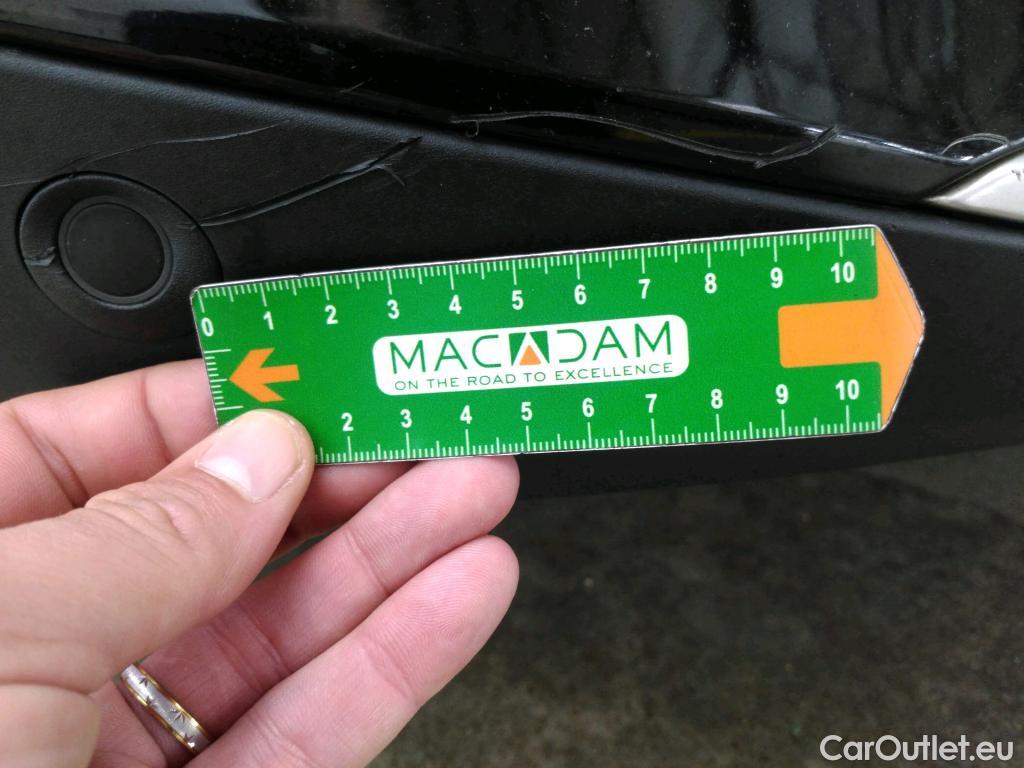 0 1 2 3 4 5 6 7 8 9 10
MACADAM
ON THE ROAD TO EXCELLENCE
2 3 4 5 6 7 8 9 10
CarOutlet.eu